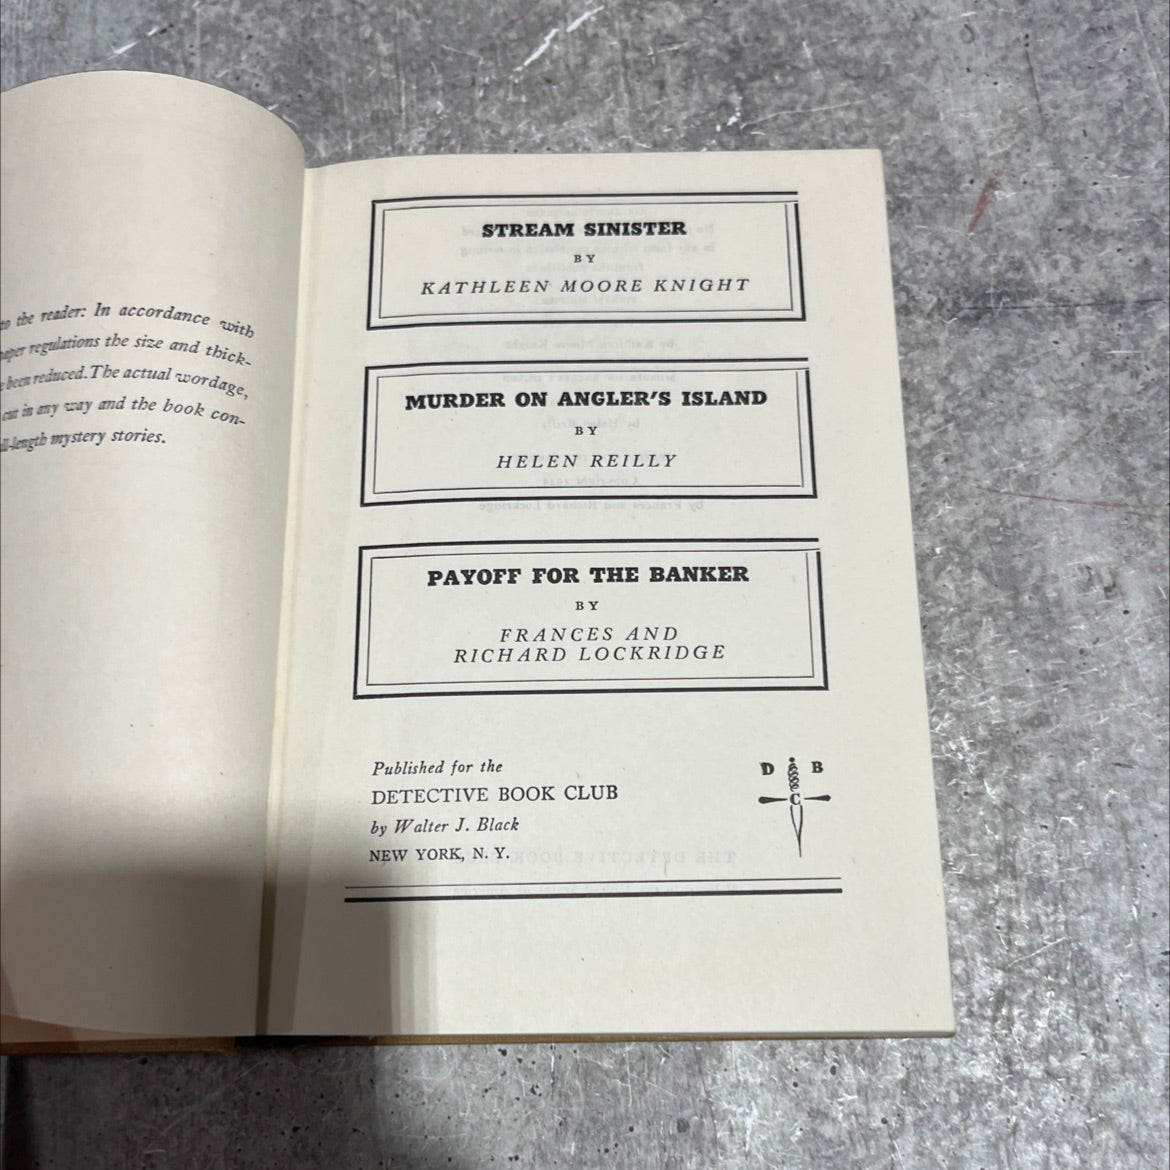 to the reader: In accordance with
paper regulations the size and thick-
been reduced. The actual wordage,
cut in any way and the book con-
mystery stories.
STREAM SINISTER
BY
KATHLEEN MOORE KNIGHT
MURDER ON ANGLER'S ISLAND
BY
HELEN REILLY
PAYOFF FOR THE BANKER
BY
FRANCES AND
RICHARD LOCKRIDGE
Published for the
DETECTIVE BOOK CLUB
by Walter J. Black
NEW YORK, N. Y.
D B
C